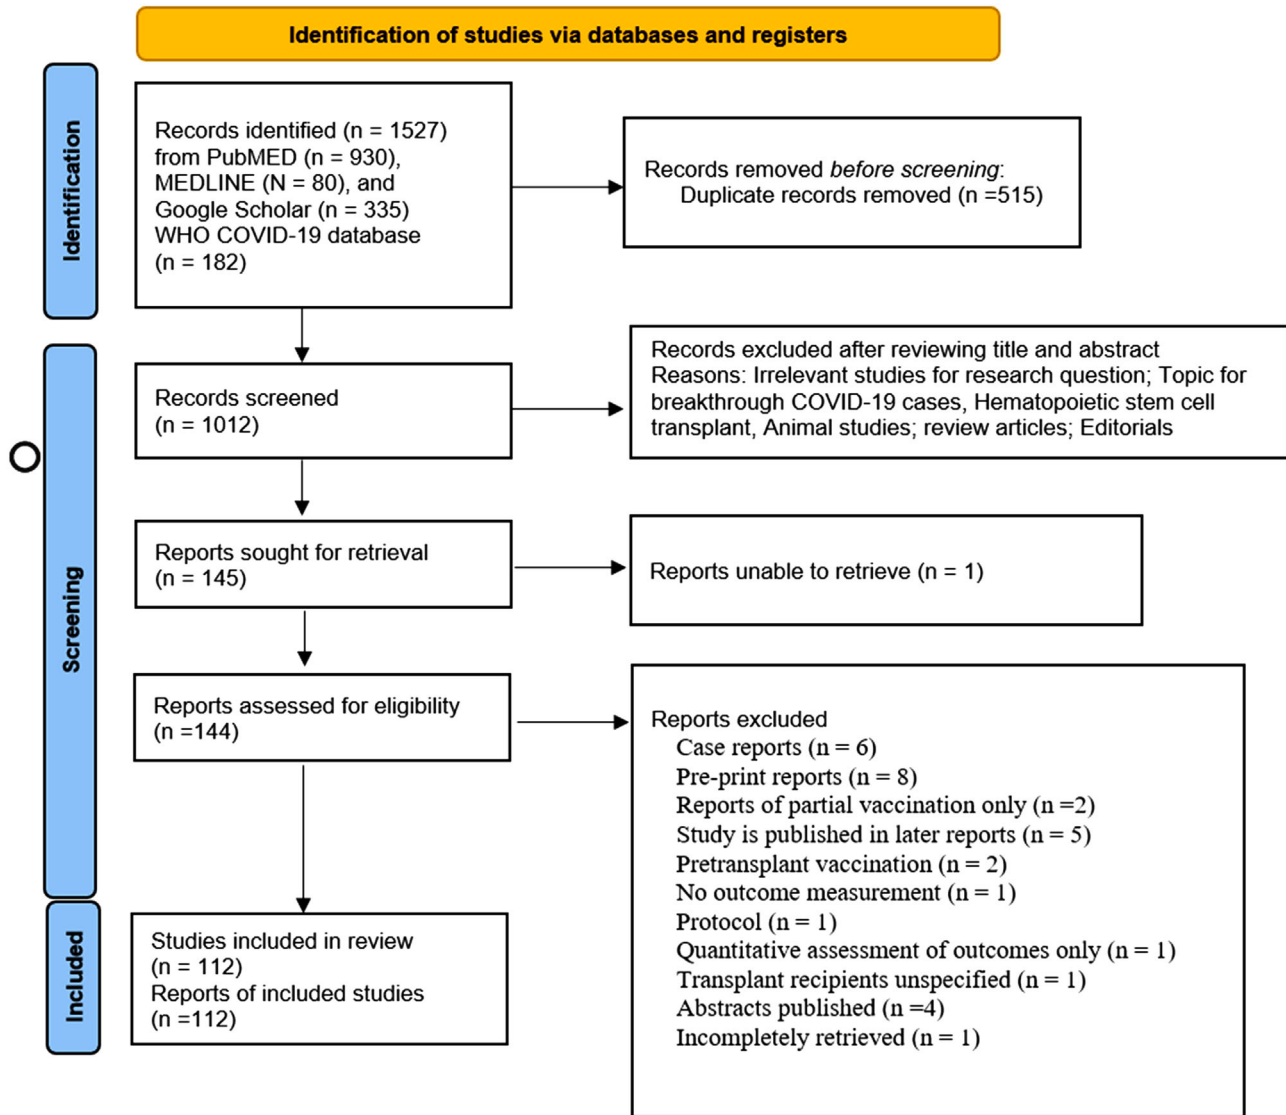 Identification of studies via databases and registers
Identification
Records identified (n = 1527)
from PubMED (n = 930),
MEDLINE (N = 80), and
Google Scholar (n = 335)
WHO COVID-19 database
(n = 182)
Records removed before screening:
Duplicate records removed (n =515)
Screening
Records screened
(n = 1012)
Records excluded after reviewing title and abstract
Reasons: Irrelevant studies for research question; Topic for
breakthrough COVID-19 cases, Hematopoietic stem cell
transplant, Animal studies; review articles; Editorials
Reports sought for retrieval
(n = 145)
Reports unable to retrieve (n = 1)
Reports assessed for eligibility
(n =144)
Reports excluded
Case reports (n = 6)
Pre-print reports (n = 8)
Reports of partial vaccination only (n =2)
Study is published in later reports (n = 5)
Pretransplant vaccination (n = 2)
No outcome measurement (n = 1)
Protocol (n = 1)
Quantitative assessment of outcomes only (n = 1)
Transplant recipients unspecified (n = 1)
Abstracts published (n =4)
Incompletely retrieved (n = 1)
Included
Studies included in review
(n = 112)
Reports of included studies
(n =112)